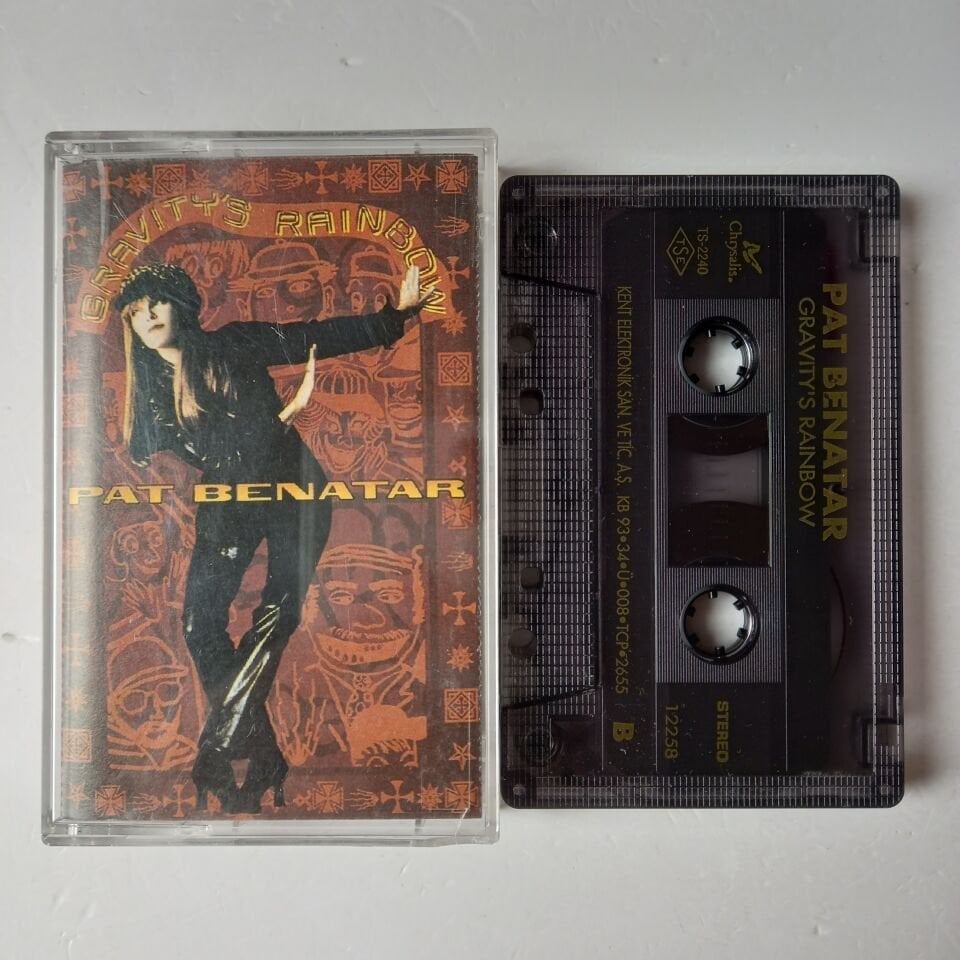 GRAVITY'S RAINBOW
PAT BENATAR
PAT BENATAR
GRAVITY'S RAINBOW
Chrysalis®
TS-2240
TSE
STEREO
12258
KENT ELEKTRONİK SAN. VE TİC. A.Ş. KB 93•34•Ü•008•TCP•2655
B